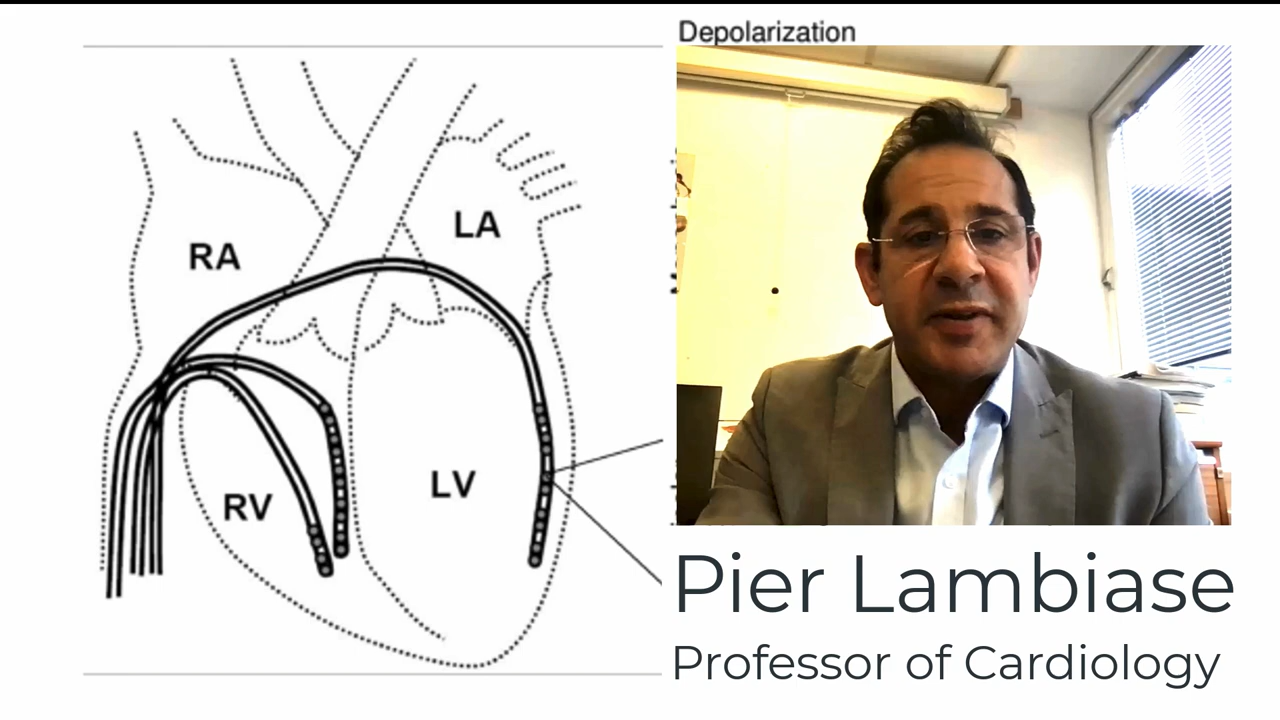 Depolarization
RA
LA
RV
LV
Pier Lambiase
Professor of Cardiology